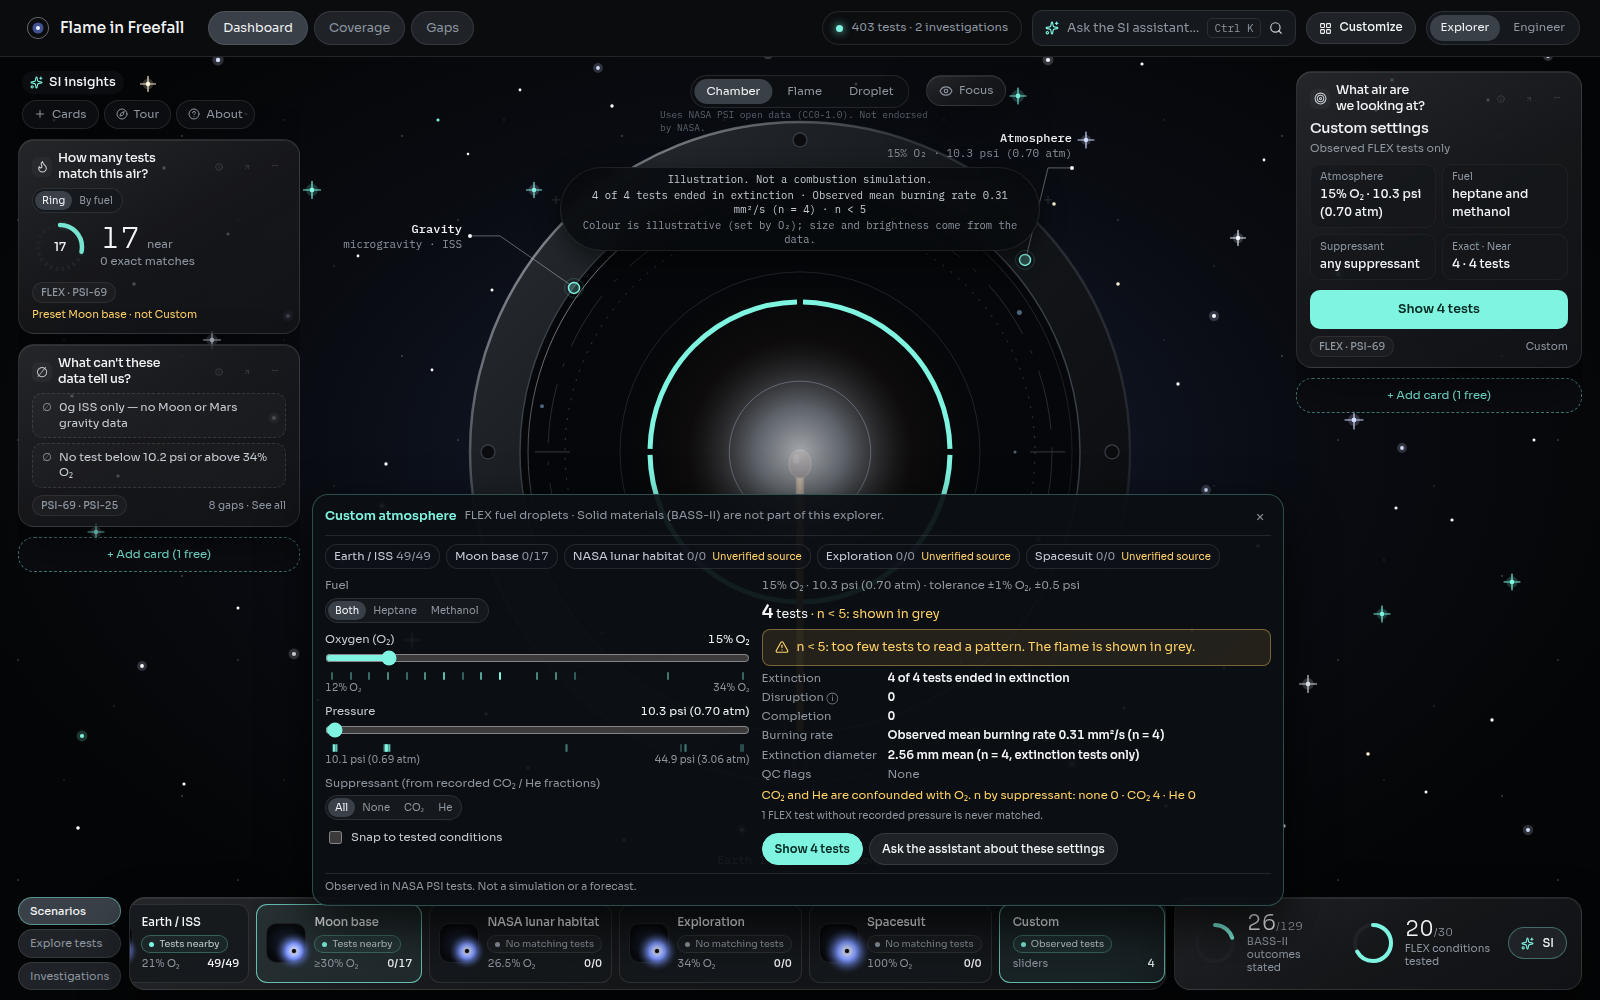 Flame in Freefall
Dashboard
Coverage
Gaps
403 tests · 2 investigations
Ask the SI assistant...
Ctrl K
Customize
Explorer
Engineer
SI insights
Cards
Tour
About
Chamber
Flame
Droplet
Focus
Uses NASA PSI open data (CC0-1.0). Not endorsed
by NASA.
How many tests
match this air?
Ring
By fuel
17
17 near
0 exact matches
FLEX · PSI-69
Preset Moon base · not Custom
What can't these
data tell us?
∅ 0g ISS only — no Moon or Mars
gravity data
∅ No test below 10.2 psi or above 34%
O₂
PSI-69 · PSI-25
8 gaps · See all
+ Add card (1 free)
Atmosphere
15% O₂ · 10.3 psi (0.70 atm)
Illustration. Not a combustion simulation.
4 of 4 tests ended in extinction · Observed mean burning rate 0.31
mm²/s (n = 4) · n < 5
Colour is illustrative (set by O₂); size and brightness come from the
data.
Gravity
microgravity · ISS
What air are
we looking at?
Custom settings
Observed FLEX tests only
Atmosphere
15% O₂ · 10.3 psi
(0.70 atm)
Fuel
heptane and
methanol
Suppressant
any suppressant
Exact · Near
4 · 4 tests
Show 4 tests
FLEX · PSI-69
Custom
+ Add card (1 free)
Custom atmosphere FLEX fuel droplets · Solid materials (BASS-II) are not part of this explorer.
×
Earth / ISS 49/49
Moon base 0/17
NASA lunar habitat 0/0 Unverified source
Exploration 0/0 Unverified source
Spacesuit 0/0 Unverified source
Fuel
Both
Heptane
Methanol
Oxygen (O₂)
15% O₂
12% O₂
34% O₂
Pressure
10.3 psi (0.70 atm)
10.1 psi (0.69 atm)
44.9 psi (3.06 atm)
Suppressant (from recorded CO₂ / He fractions)
All
None
CO₂
He
Snap to tested conditions
15% O₂ · 10.3 psi (0.70 atm) · tolerance ±1% O₂, ±0.5 psi
4 tests · n < 5: shown in grey
n < 5: too few tests to read a pattern. The flame is shown in grey.
Extinction 4 of 4 tests ended in extinction
Disruption 0
Completion 0
Burning rate Observed mean burning rate 0.31 mm²/s (n = 4)
Extinction diameter 2.56 mm mean (n = 4, extinction tests only)
QC flags None
CO₂ and He are confounded with O₂. n by suppressant: none 0 · CO₂ 4 · He 0
1 FLEX test without recorded pressure is never matched.
Show 4 tests
Ask the assistant about these settings
Observed in NASA PSI tests. Not a simulation or a forecast.
Scenarios
Explore tests
Investigations
Earth / ISS
Tests nearby
21% O₂ 49/49
Moon base
Tests nearby
≥30% O₂ 0/17
NASA lunar habitat
No matching tests
26.5% O₂ 0/0
Exploration
No matching tests
34% O₂ 0/0
Spacesuit
No matching tests
100% O₂ 0/0
Custom
Observed tests
sliders 4
26/129
BASS-II
outcomes
stated
20/30
FLEX conditions
tested
SI